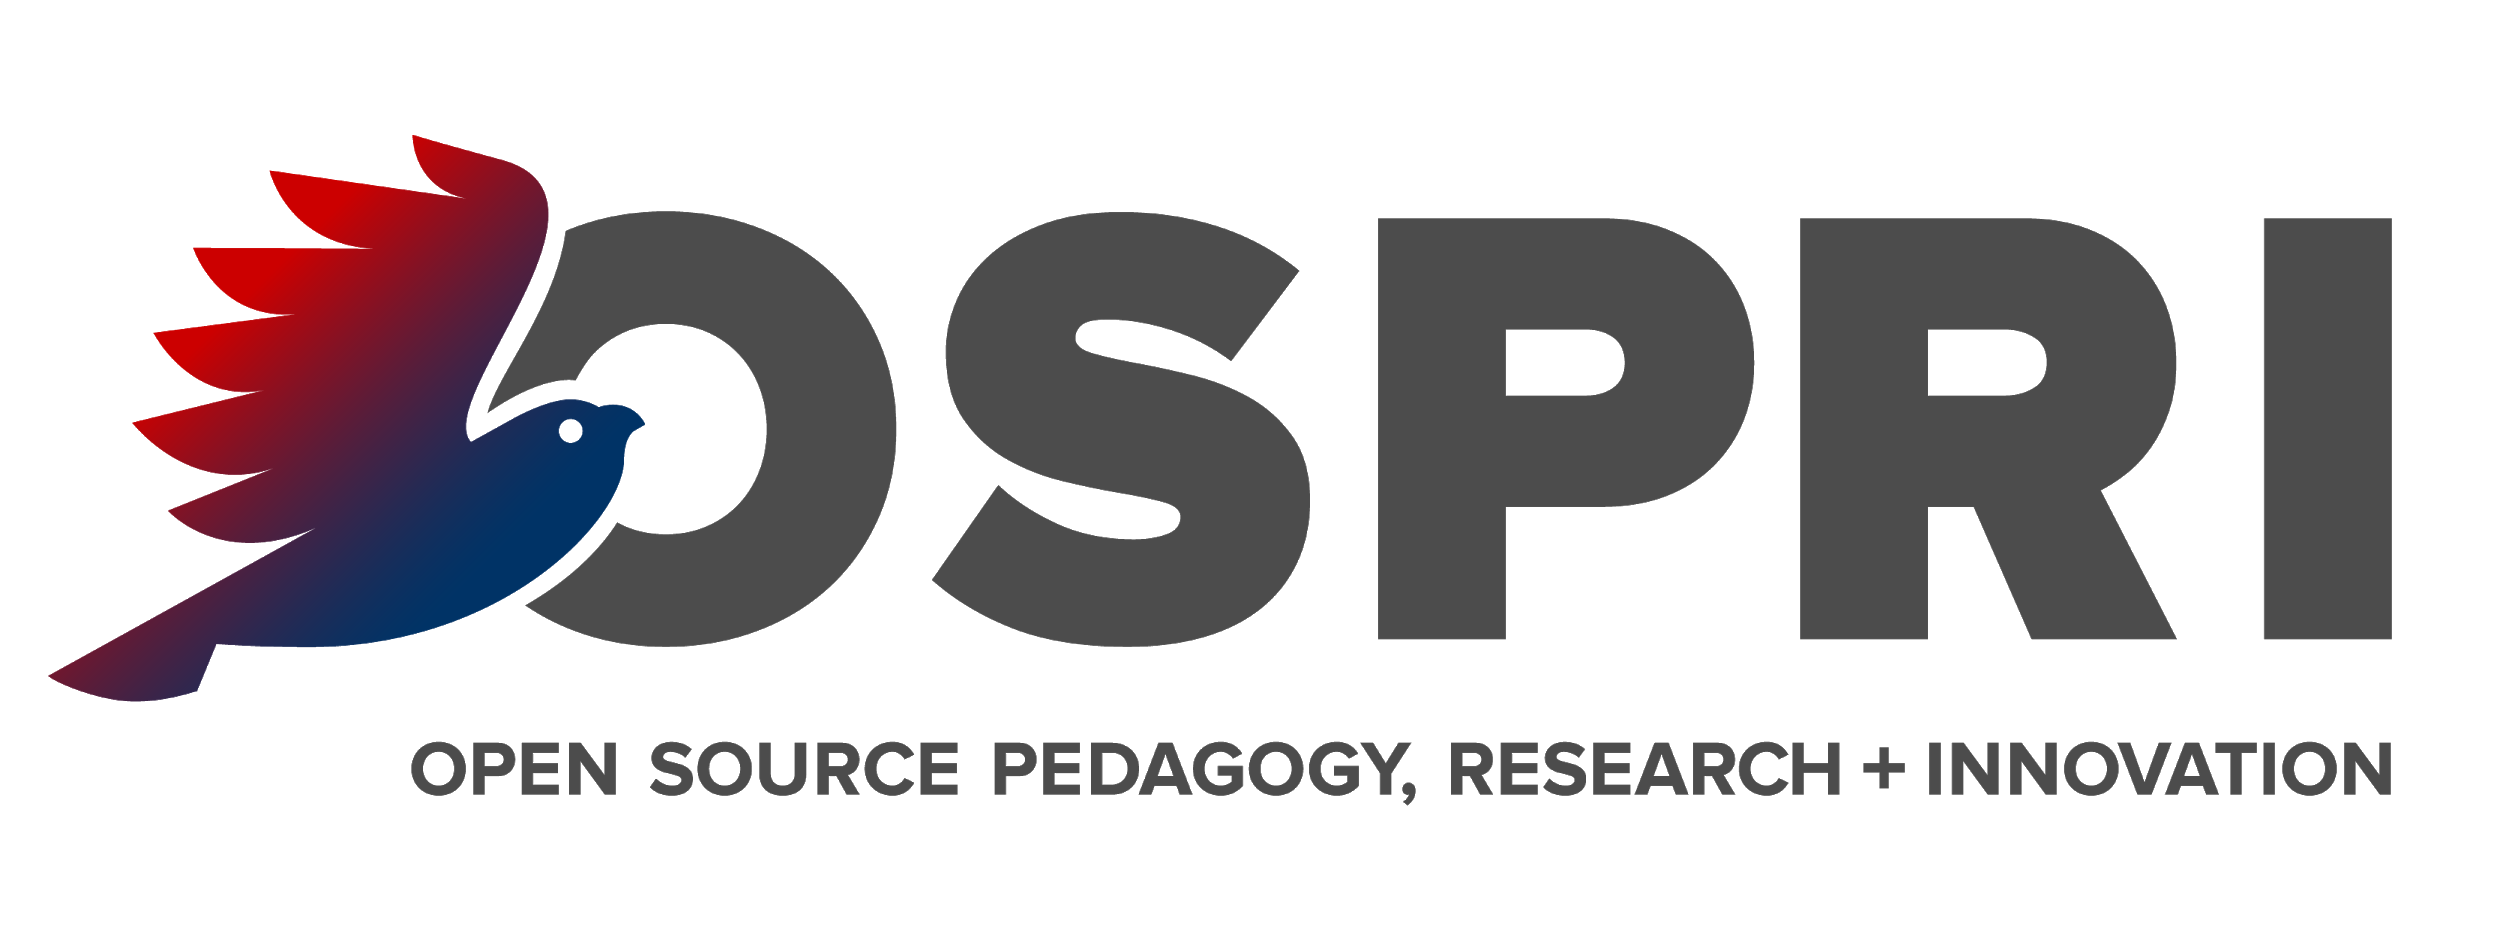 OSPRI
OPEN SOURCE PEDAGOGY, RESEARCH + INNOVATION